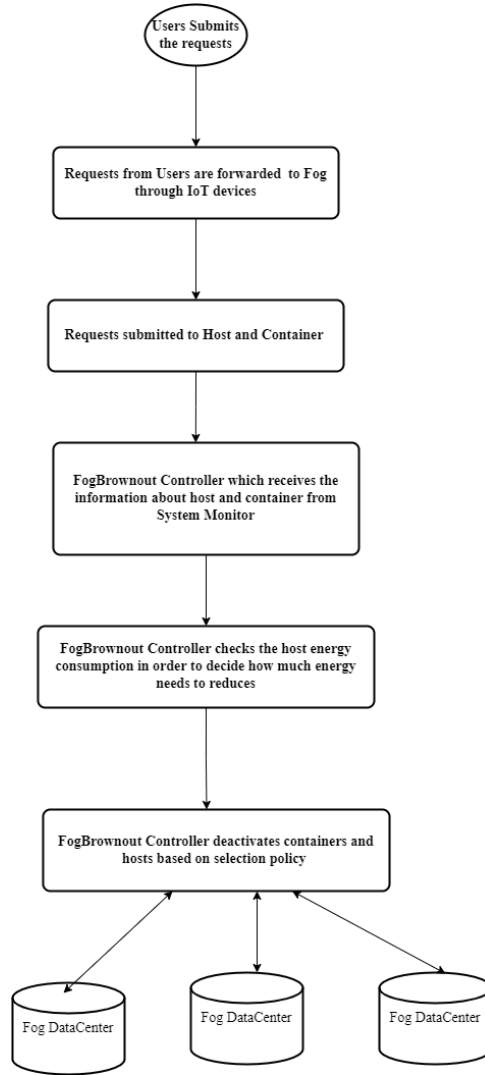 Users Submits
the requests
Requests from Users are forwarded to Fog
through IoT devices
Requests submitted to Host and Container
FogBrownout Controller which receives the
information about host and container from
System Monitor
FogBrownout Controller checks the host energy
consumption in order to decide how much energy
needs to reduces
FogBrownout Controller deactivates containers and
hosts based on selection policy
Fog DataCenter
Fog DataCenter
Fog DataCenter